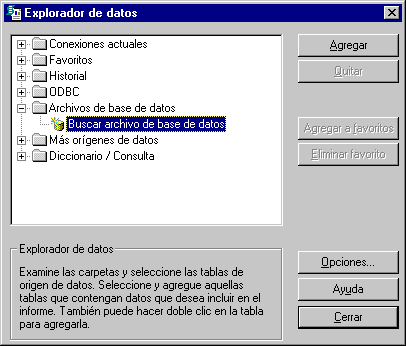 Explorador de datos
Conexiones actuales
Favoritos
Historial
ODBC
Archivos de base de datos
Buscar archivo de base de datos
Más orígenes de datos
Diccionario / Consulta
Agregar
Quitar
Agregar a favoritos
Eliminar favorito
Explorador de datos
Examine las carpetas y seleccione las tablas de
origen de datos. Seleccione y agregue aquellas
tablas que contengan datos que desea incluir en el
informe. También puede hacer doble clic en la tabla
para agregarla.
Opciones...
Ayuda
Cerrar